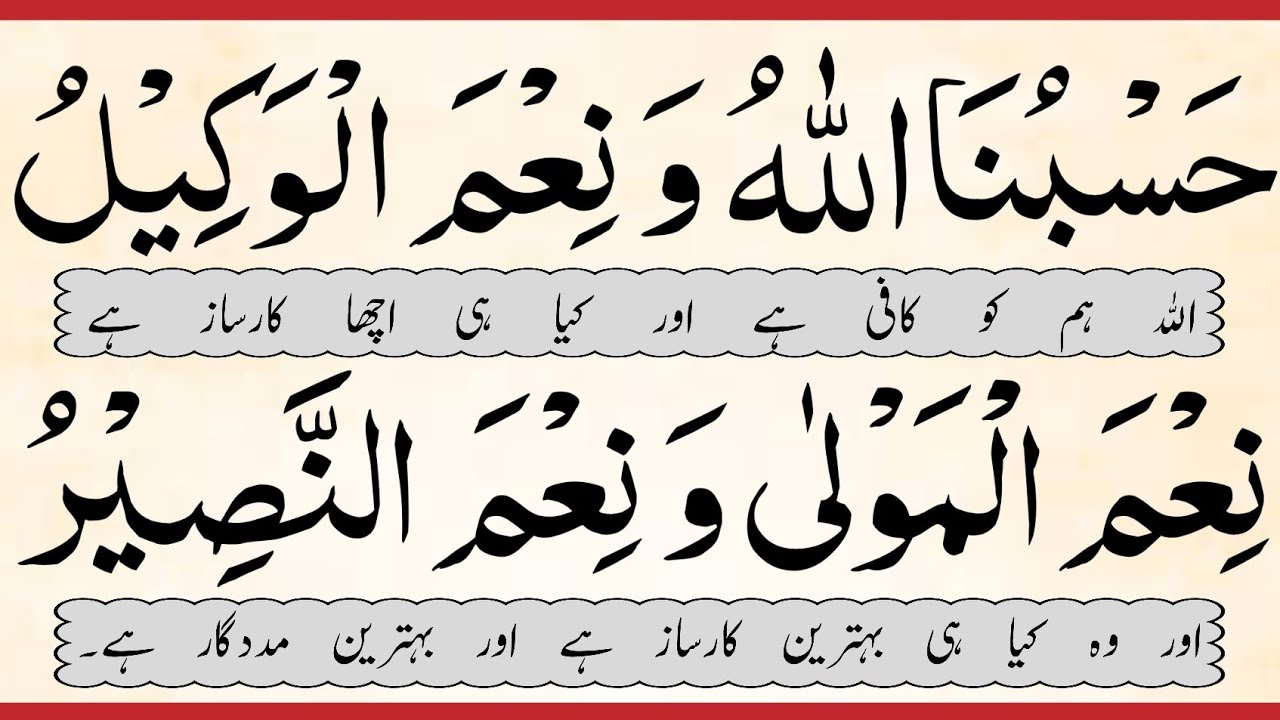 حَسْبُنَا اللّٰهُ وَ نِعْمَ الْوَكِيْلُ
اللہ ہم کو کافی ہے اور کیا ہی اچھا کارساز ہے
نِعْمَ الْمَوْلٰى وَ نِعْمَ النَّصِيْرُ
اور وہ کیا ہی بہترین کارساز ہے اور بہترین مددگار ہے۔